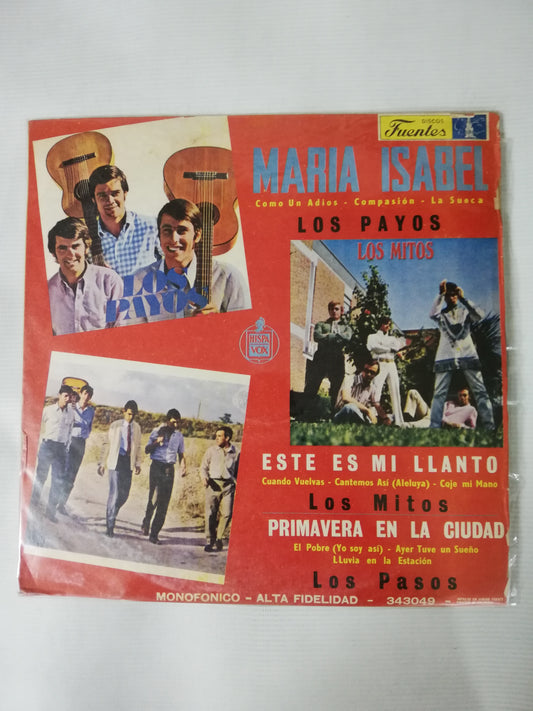 DISCOS
Fuentes
MARIA ISABEL
Como Un Adios - Compasión - La Sueca
LOS PAYOS
LOS PAYOS
LOS MITOS
HISPA
VOX
ESTE ES MI LLANTO
Cuando Vuelvas - Cantemos Así (Aleluya) - Coje mi Mano
Los Mitos
PRIMAVERA EN LA CIUDAD
El Pobre (Yo soy así) - Ayer Tuve un Sueño
LLuvia en la Estación
Los Pasos
MONOFONICO - ALTA FIDELIDAD - 343049 -